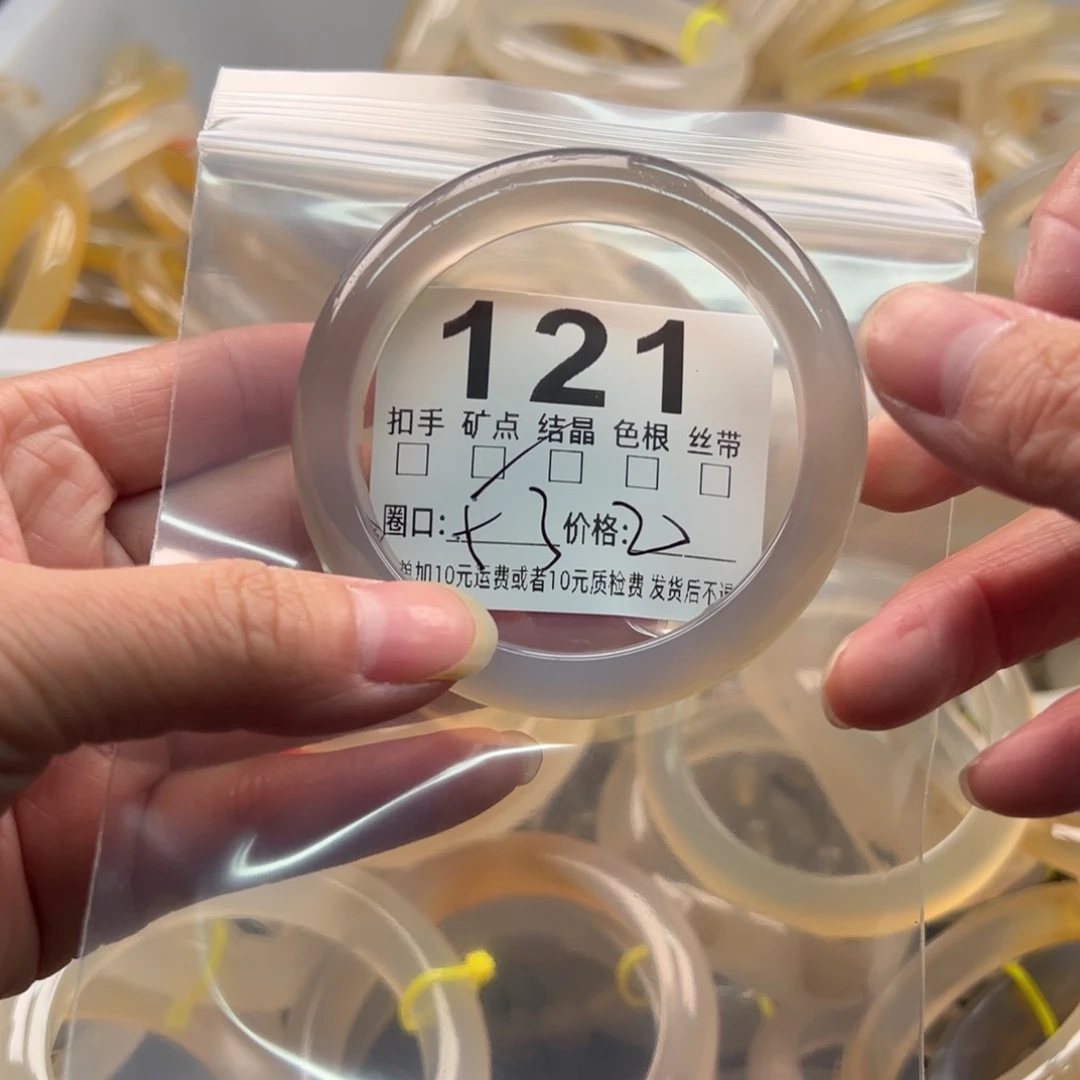 121
扣手 矿点 结晶 色根 丝带
圈口: 价格:
加10元运费或者10元质检费 发货后不